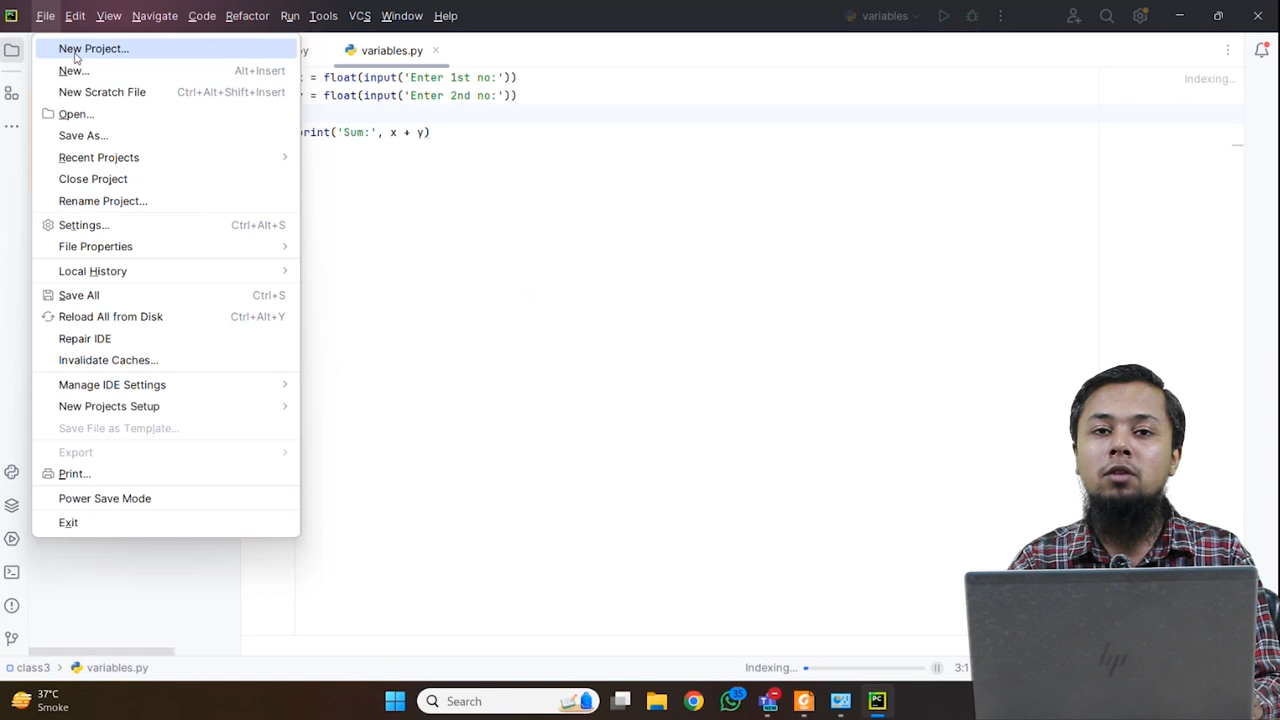 PC File Edit View Navigate Code Refactor Run Tools VCS Window Help variables
New Project...
variables.py
New... Alt+Insert
= float(input('Enter 1st no:'))
Indexing...
New Scratch File Ctrl+Alt+Shift+Insert
= float(input('Enter 2nd no:'))
Open...
Save As...
print('Sum:', x + y)
Recent Projects
Close Project
Rename Project...
Settings... Ctrl+Alt+S
File Properties
Local History
Save All Ctrl+S
Reload All from Disk Ctrl+Alt+Y
Repair IDE
Invalidate Caches...
Manage IDE Settings
New Projects Setup
Save File as Template...
Export
Print...
Power Save Mode
Exit
class3 variables.py Indexing... 3:1
37°C
Smoke
Search
35
PC
hp